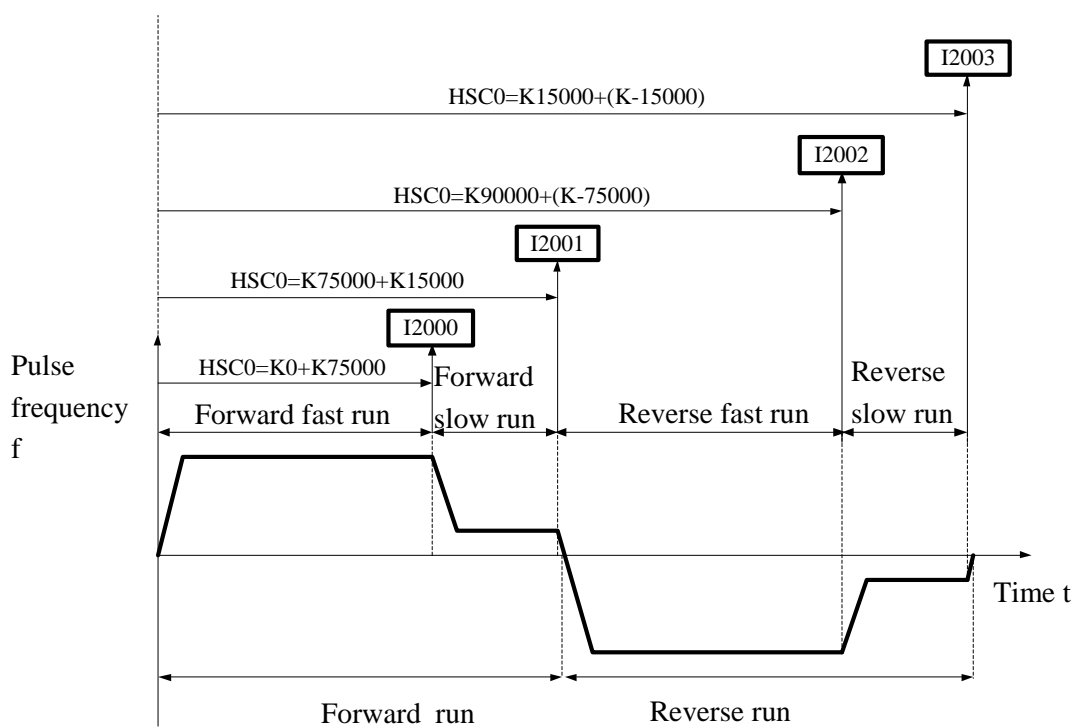 I2003
HSC0=K15000+(K-15000)
I2002
HSC0=K90000+(K-75000)
I2001
HSC0=K75000+K15000
I2000
HSC0=K0+K75000
Pulse
frequency
f
Forward fast run
Forward
slow run
Reverse fast run
Reverse
slow run
Time t
Forward run
Reverse run